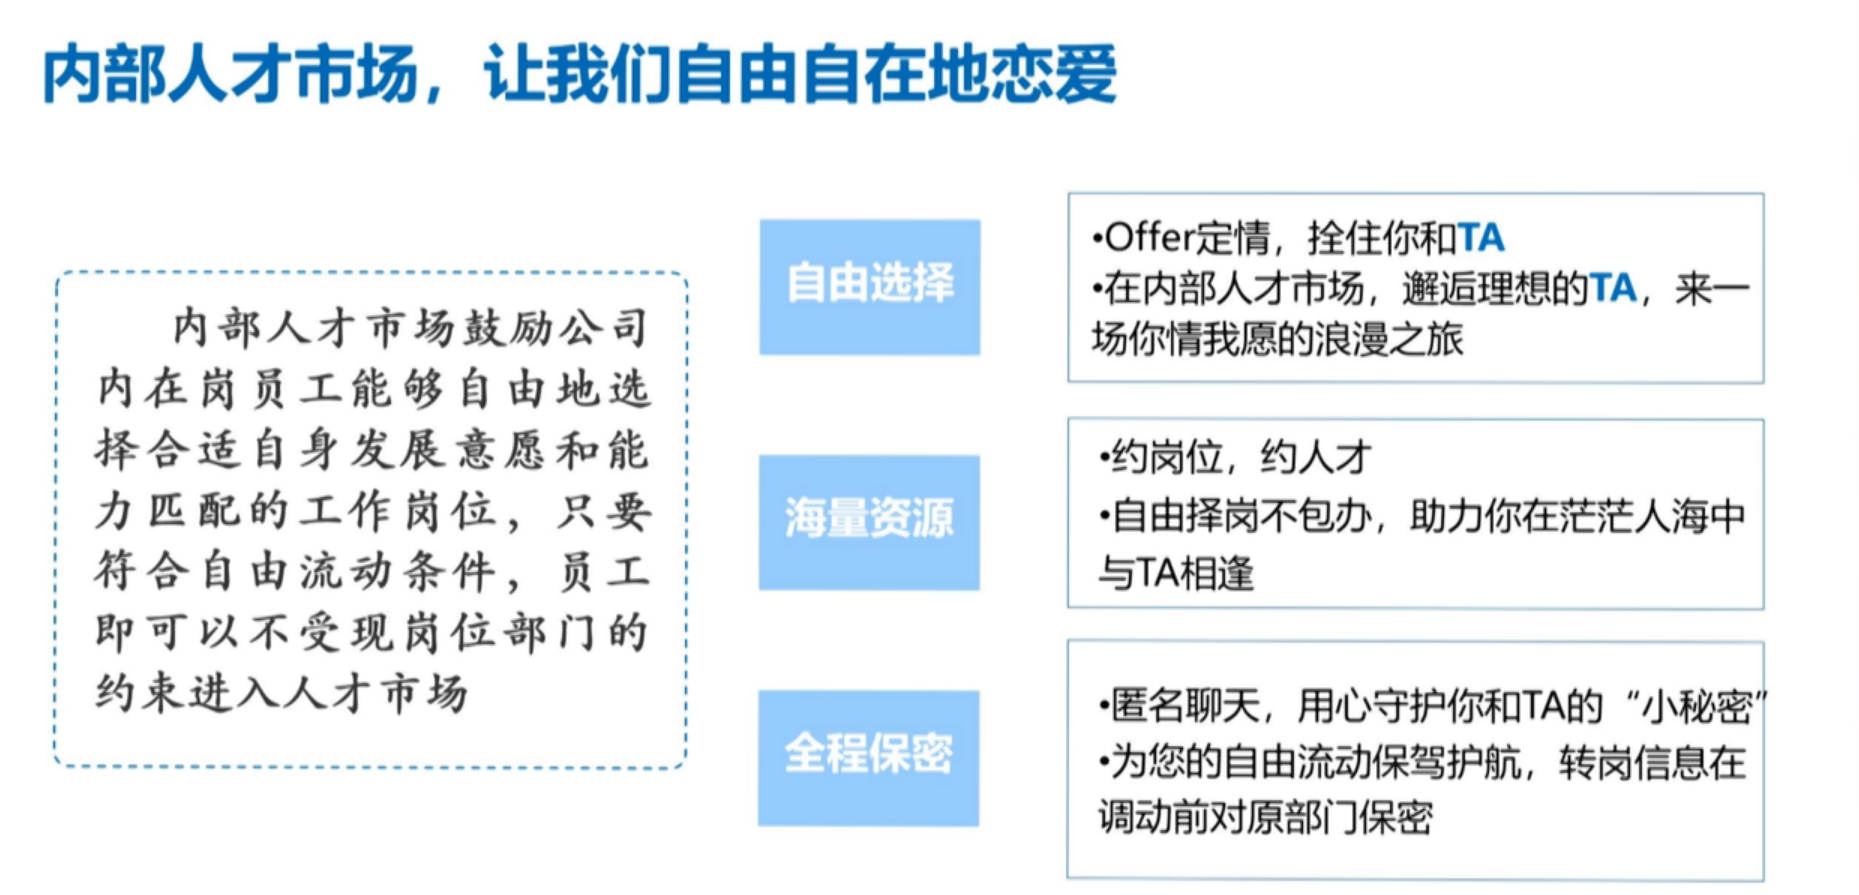 内部人才市场，让我们自由自在地恋爱
内部人才市场鼓励公司
内在岗员工能够自由地选
择合适自身发展意愿和能
力匹配的工作岗位，只要
符合自由流动条件，员工
即可以不受现岗位部门的
约束进入人才市场
自由选择
•Offer定情，拴住你和TA
•在内部人才市场，邂逅理想的TA，来一
场你情我愿的浪漫之旅
海量资源
•约岗位，约人才
•自由择岗不包办，助力你在茫茫人海中
与TA相逢
全程保密
•匿名聊天，用心守护你和TA的“小秘密”
•为您的自由流动保驾护航，转岗信息在
调动前对原部门保密